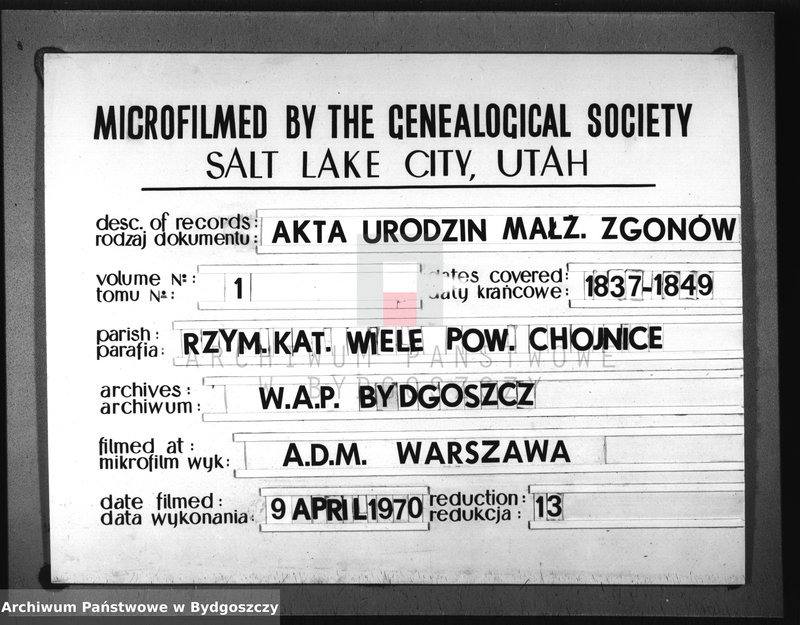 MICROFILMED BY THE GENEALOGICAL SOCIETY
SALT LAKE CITY, UTAH
desc. of records: AKTA URODZIN MAŁŻ. ZGONÓW
rodzaj dokumentu:
volume No: 1 dates covered: 1837-1849
tomu No: daty krańcowe:
parish: RZYM. KAT. WIELE POW. CHOJNICE
parafia:
ARCHIWUM PAŃSTWOWE
W BYDGOSZCZY
archives: W.A.P. BYDGOSZCZ
archiwum:
filmed at: A.D.M. WARSZAWA
mikrofilm wyk:
date filmed: 9 APRIL 1970 reduction: 13
data wykonania redukcja:
Archiwum Państwowe w Bydgoszczy